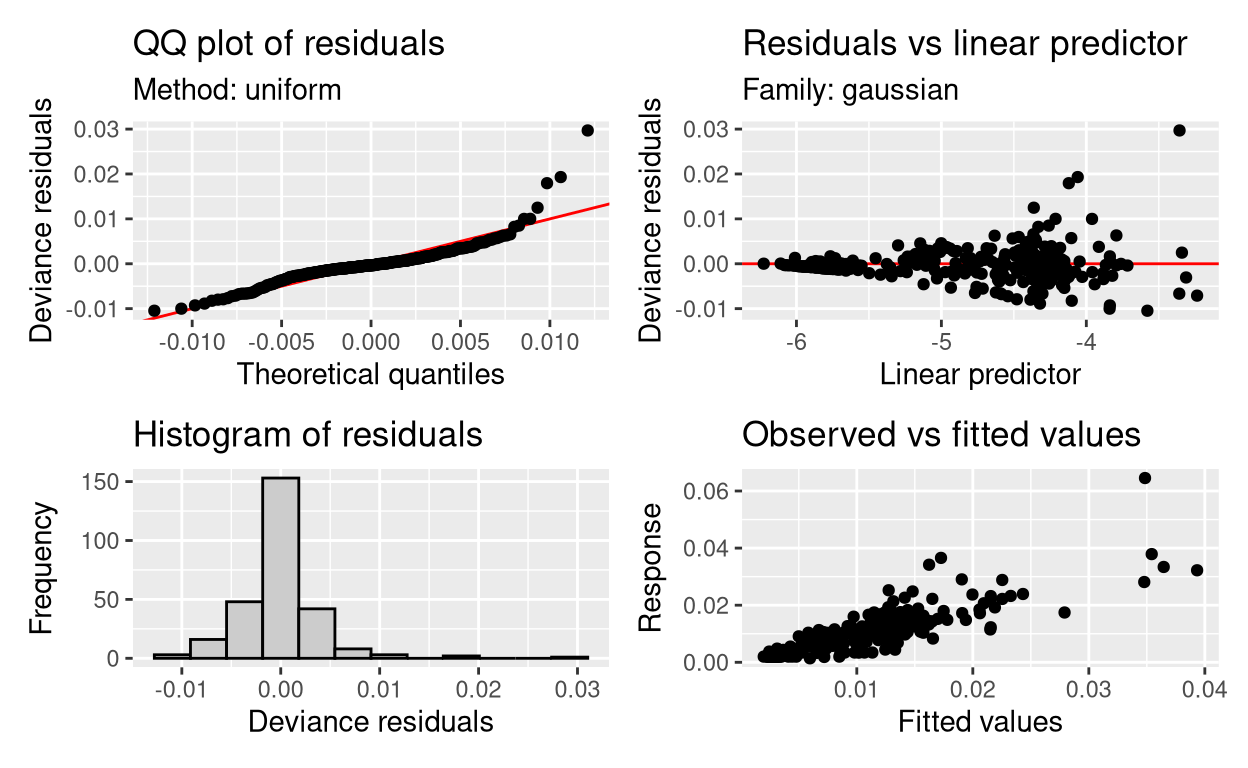 QQ plot of residuals
Method: uniform
Deviance residuals
0.03
0.02
0.01
0.00
-0.01
-0.010 -0.005 0.000 0.005 0.010
Theoretical quantiles
Residuals vs linear predictor
Family: gaussian
Deviance residuals
0.03
0.02
0.01
0.00
-0.01
-6 -5 -4
Linear predictor
Histogram of residuals
Frequency
150
100
50
0
-0.01 0.00 0.01 0.02 0.03
Deviance residuals
Observed vs fitted values
Response
0.06
0.04
0.02
0.00
0.01 0.02 0.03 0.04
Fitted values